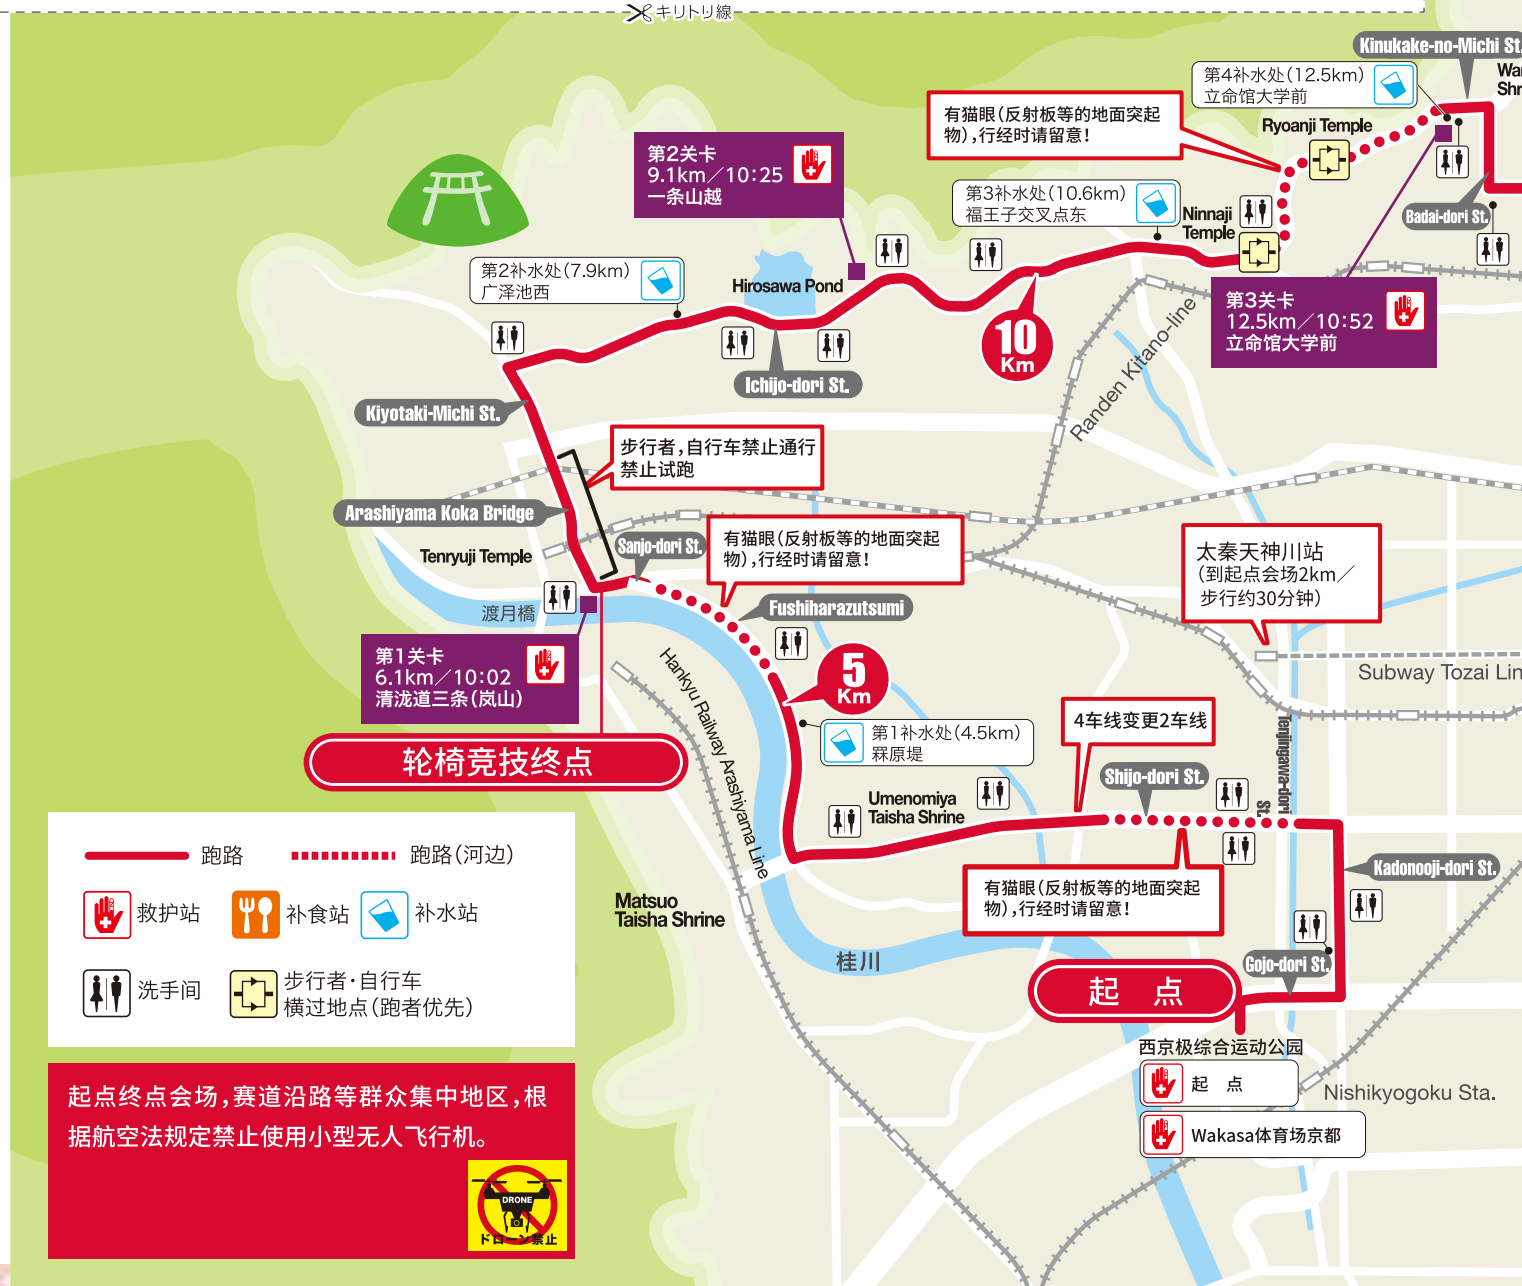 キリトリ線
Kinukake-no-Michi St.
第4补水处(12.5km)
立命馆大学前
有猫眼(反射板等的地面突起
物),行经时请留意!
Ryoanji Temple
第2关卡
9.1km／10:25
一条山越
第3补水处(10.6km)
福王子交叉点东
Ninnaji
Temple
Badai-dori St.
第2补水处(7.9km)
广泽池西
Hirosawa Pond
第3关卡
12.5km／10:52
立命馆大学前
10
Km
Randen Kitano-line
Ichijo-dori St.
Kiyotaki-Michi St.
步行者,自行车禁止通行
禁止试跑
Arashiyama Koka Bridge
Tenryuji Temple
Sanjo-dori St.
有猫眼(反射板等的地面突起
物),行经时请留意!
太秦天神川站
(到起点会场2km／
步行约30分钟)
渡月橋
Fushiharazutsumi
第1关卡
6.1km／10:02
清泷道三条(岚山)
Hankyu Railway Arashiyama Line
5
Km
Subway Tozai Lin
第1补水处(4.5km)
罧原堤
4车线变更2车线
Tenjingawa-dori
St.
轮椅竞技终点
Shijo-dori St.
Umenomiya
Taisha Shrine
跑路
跑路(河边)
Kadonooji-dori St.
有猫眼(反射板等的地面突起
物),行经时请留意!
Matsuo
Taisha Shrine
救护站
补食站
补水站
桂川
Gojo-dori St.
起 点
洗手间
步行者·自行车
横过地点(跑者优先)
西京极综合运动公园
起 点
Nishikyogoku Sta.
Wakasa体育场京都
起点终点会场,赛道沿路等群众集中地区,根
据航空法规定禁止使用小型无人飞行机。
DRONE
ドローン禁止